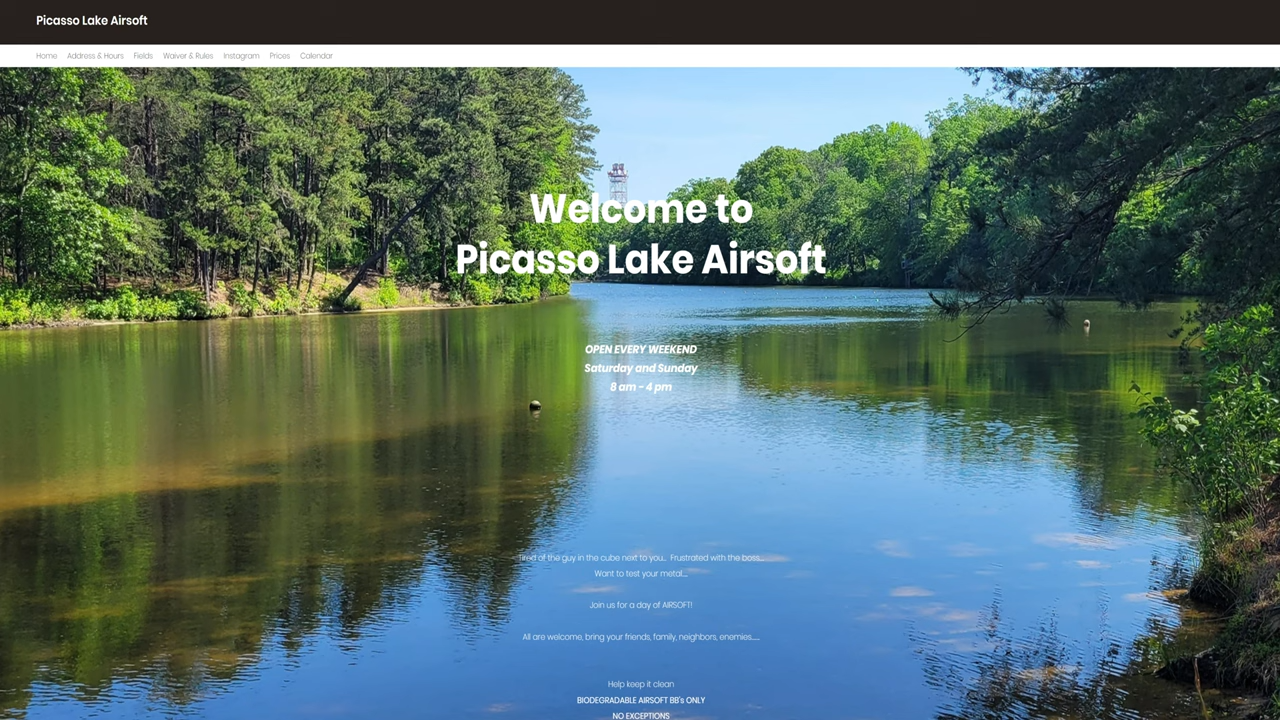 Picasso Lake Airsoft
Home Address & Hours Fields Waiver & Rules Instagram Prices Calendar
Welcome to
Picasso Lake Airsoft
OPEN EVERY WEEKEND
Saturday and Sunday
8 am - 4 pm
Tired of the guy in the cube next to you... Frustrated with the boss...
Want to test your metal....
Join us for a day of AIRSOFT!
All are welcome, bring your friends, family, neighbors, enemies......
Help keep it clean
BIODEGRADABLE AIRSOFT BB's ONLY
NO EXCEPTIONS